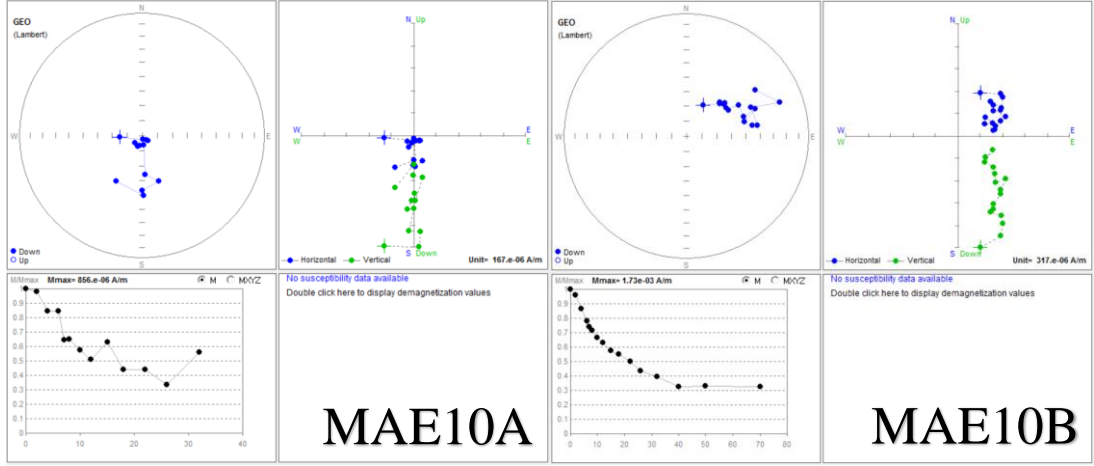 GEO
(Lambert)
N
W
E
S
Down
Up
N Up
W E
W E
S Down
Horizontal Vertical Unit= 167.e-06 A/m
M/Mmax Mmax= 856.e-06 A/m M MXYZ
1
0.9
0.8
0.7
0.6
0.5
0.4
0.3
0.2
0.1
0
0 10 20 30 40
No susceptibility data available
Double click here to display demagnetization values
MAE10A
GEO
(Lambert)
N
W
E
S
Down
Up
N Up
W E
W E
S Down
Horizontal Vertical Unit= 317.e-06 A/m
M/Mmax Mmax= 1.73e-03 A/m M MXYZ
1
0.9
0.8
0.7
0.6
0.5
0.4
0.3
0.2
0.1
0
0 10 20 30 40 50 60 70 80
No susceptibility data available
Double click here to display demagnetization values
MAE10B